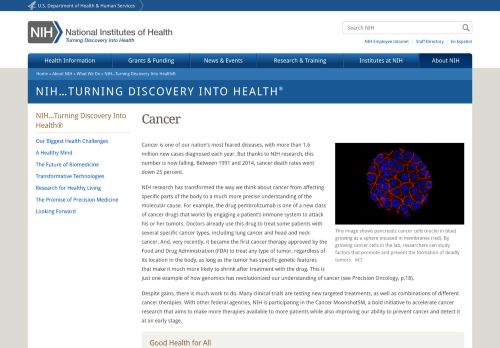 U.S. Department of Health & Human Services
NIH
National Institutes of Health
Turning Discovery Into Health
Search NIH
NIH Employee Intranet | Staff Directory | En Español
Health Information
Grants & Funding
News & Events
Research & Training
Institutes at NIH
About NIH
Home » About NIH » What We Do » NIH…Turning Discovery Into Health®
NIH…TURNING DISCOVERY INTO HEALTH®
NIH…Turning Discovery Into
Health®
Our Biggest Health Challenges
A Healthy Mind
The Future of Biomedicine
Transformative Technologies
Research for Healthy Living
The Promise of Precision Medicine
Looking Forward
Cancer
Cancer is one of our nation's most feared diseases, with more than 1.6
million new cases diagnosed each year. But thanks to NIH research, this
number is now falling. Between 1991 and 2014, cancer death rates went
down 25 percent.
NIH research has transformed the way we think about cancer from affecting
specific parts of the body to a much more precise understanding of the
molecular cause. For example, the drug pembrolizumab is one of a new class
of cancer drugs that works by engaging a patient's immune system to attack
his or her tumors. Doctors already use this drug to treat some patients with
several specific cancer types, including lung cancer and head and neck
cancer. And, very recently, it became the first cancer therapy approved by the
Food and Drug Administration (FDA) to treat any type of tumor, regardless of
its location in the body, as long as the tumor has specific genetic features
that make it much more likely to shrink after treatment with the drug. This is
just one example of how genomics has revolutionized our understanding of cancer (see Precision Oncology, p.18).
This image shows pancreatic cancer cells (nuclei in blue)
growing as a sphere encased in membranes (red). By
growing cancer cells in the lab, researchers can study
factors that promote and prevent the formation of deadly
tumors. NCI
Despite gains, there is much work to do. Many clinical trials are testing new targeted treatments, as well as combinations of different
cancer therapies. With other federal agencies, NIH is participating in the Cancer MoonshotSM, a bold initiative to accelerate cancer
research that aims to make more therapies available to more patients while also improving our ability to prevent cancer and detect it
at an early stage.
Good Health for All